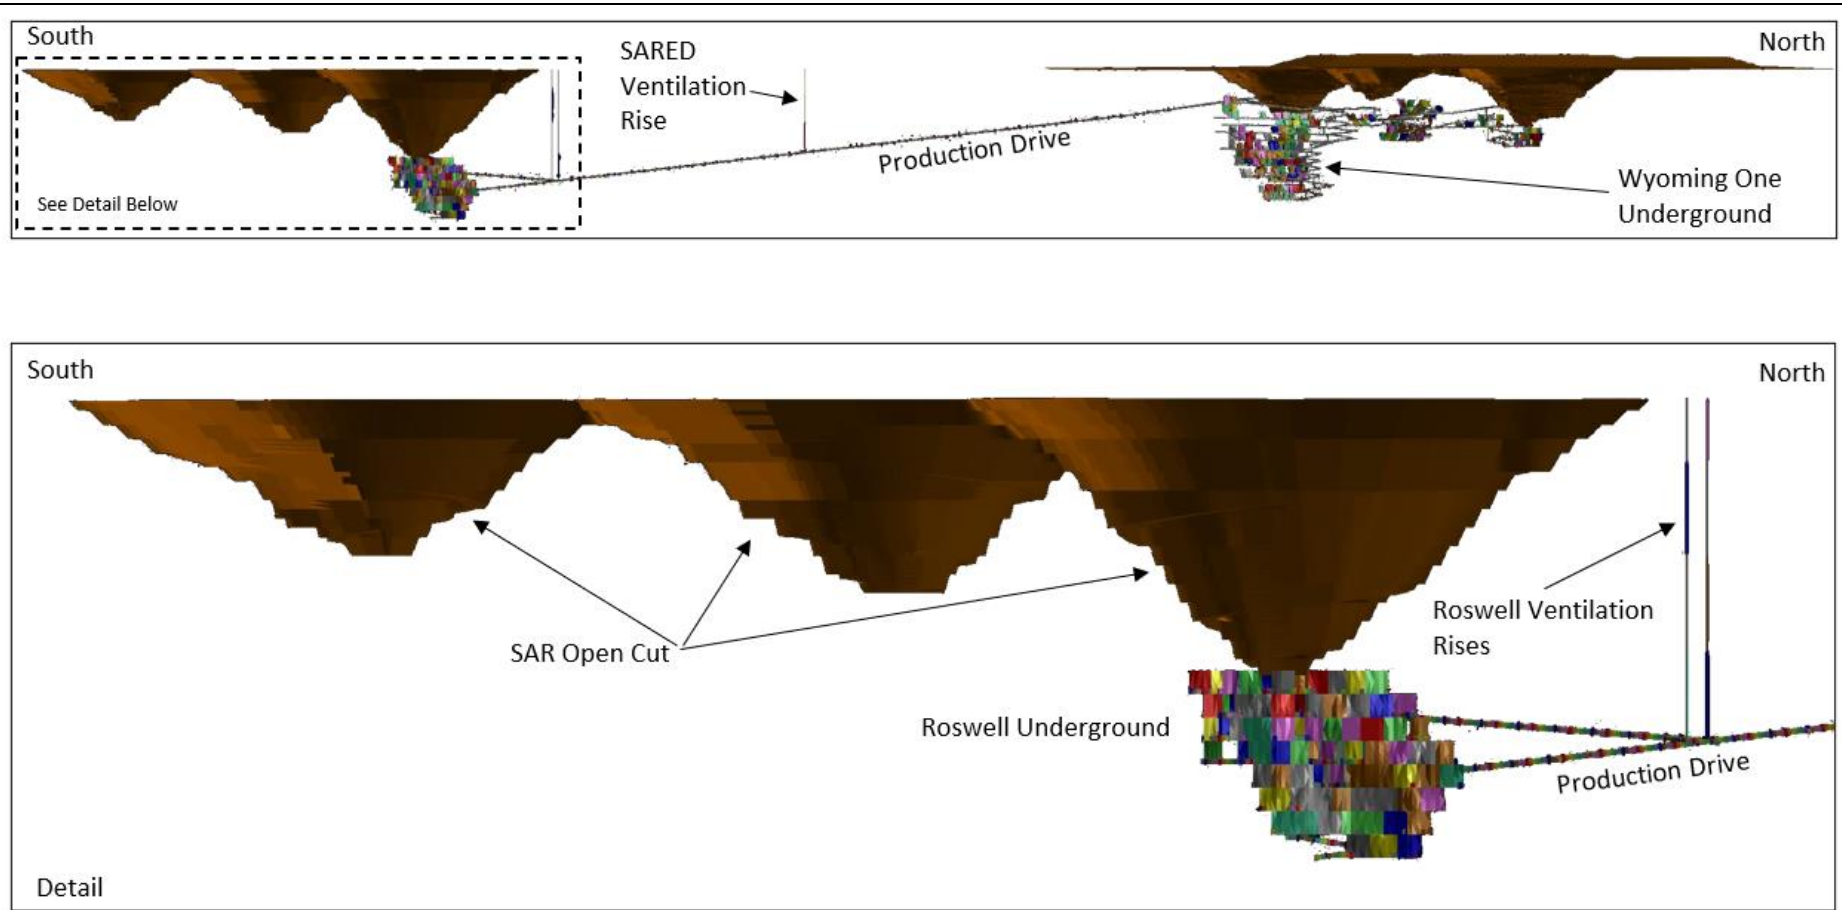 South
SARED
Ventilation
Rise
North
Production Drive
See Detail Below
Wyoming One
Underground
South
North
Roswell Ventilation
Rises
SAR Open Cut
Roswell Underground
Production Drive
Detail